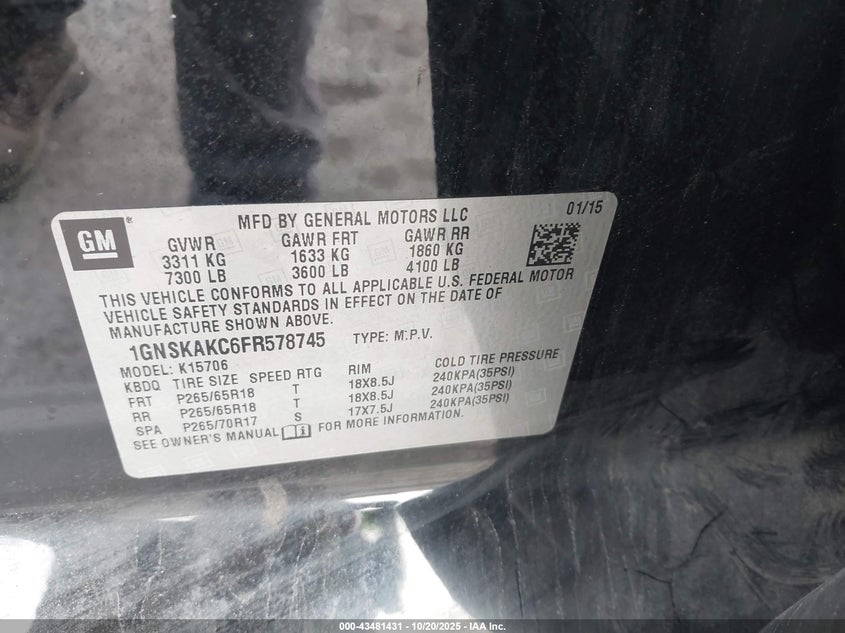 GM
MFD BY GENERAL MOTORS LLC 01/15
GVWR GAWR FRT GAWR RR
3311 KG 1633 KG 1860 KG
7300 LB 3600 LB 4100 LB
THIS VEHICLE CONFORMS TO ALL APPLICABLE U.S. FEDERAL MOTOR
VEHICLE SAFETY STANDARDS IN EFFECT ON THE DATE OF
MANUFACTURE SHOWN ABOVE.
1GNSKAKC6FR578745 TYPE: M.P.V.
MODEL: K15706
KBDQ TIRE SIZE SPEED RTG RIM COLD TIRE PRESSURE
FRT P265/65R18 T 18X8.5J 240KPA(35PSI)
RR P265/65R18 T 18X8.5J 240KPA(35PSI)
SPA P265/70R17 S 17X7.5J 240KPA(35PSI)
SEE OWNER'S MANUAL FOR MORE INFORMATION.
000-43481431 - 10/20/2025 - IAA Inc.